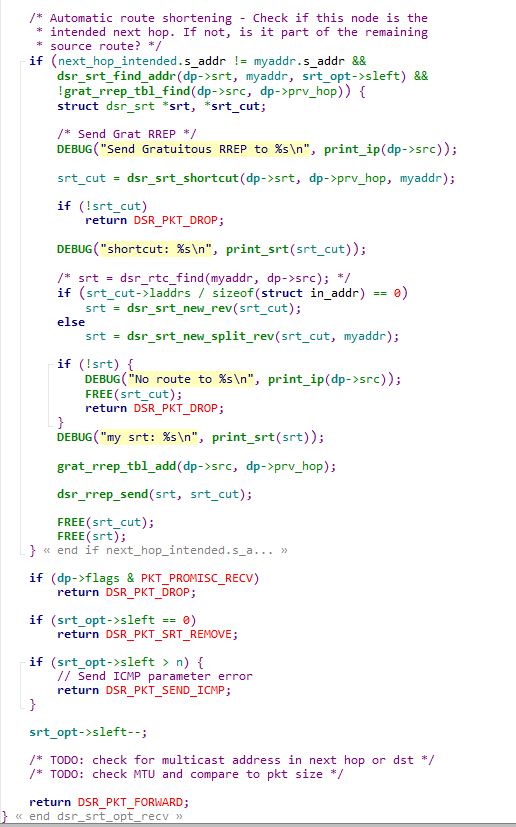 /* Automatic route shortening - Check if this node is the
 * intended next hop. If not, is it part of the remaining
 * source route? */
if (next_hop_intended.s_addr != myaddr.s_addr &&
    dsr_srt_find_addr(dp->srt, myaddr, srt_opt->sleft) &&
    !grat_rrep_tbl_find(dp->src, dp->prv_hop)) {
    struct dsr_srt *srt, *srt_cut;

    /* Send Grat RREP */
    DEBUG("Send Gratuitous RREP to %s\n", print_ip(dp->src));

    srt_cut = dsr_srt_shortcut(dp->srt, dp->prv_hop, myaddr);

    if (!srt_cut)
        return DSR_PKT_DROP;

    DEBUG("shortcut: %s\n", print_srt(srt_cut));

    /* srt = dsr_rtc_find(myaddr, dp->src); */
    if (srt_cut->laddrs / sizeof(struct in_addr) == 0)
        srt = dsr_srt_new_rev(srt_cut);
    else
        srt = dsr_srt_new_split_rev(srt_cut, myaddr);

    if (!srt) {
        DEBUG("No route to %s\n", print_ip(dp->src));
        FREE(srt_cut);
        return DSR_PKT_DROP;
    }
    DEBUG("my srt: %s\n", print_srt(srt));

    grat_rrep_tbl_add(dp->src, dp->prv_hop);

    dsr_rrep_send(srt, srt_cut);

    FREE(srt_cut);
    FREE(srt);
} « end if next_hop_intended.s_a... »

if (dp->flags & PKT_PROMISC_RECV)
    return DSR_PKT_DROP;

if (srt_opt->sleft == 0)
    return DSR_PKT_SRT_REMOVE;

if (srt_opt->sleft > n) {
    // Send ICMP parameter error
    return DSR_PKT_SEND_ICMP;
}

srt_opt->sleft--;

/* TODO: check for multicast address in next hop or dst */
/* TODO: check MTU and compare to pkt size */

return DSR_PKT_FORWARD;
} « end dsr_srt_opt_recv »